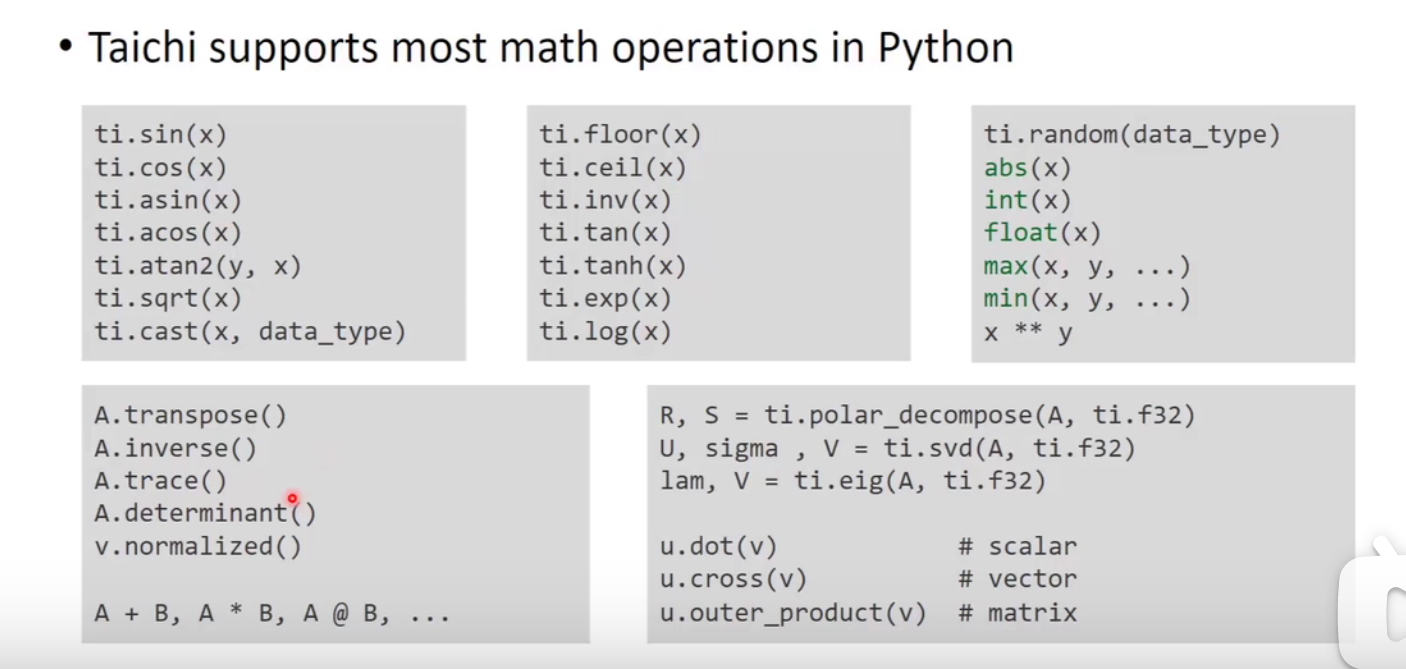 • Taichi supports most math operations in Python
ti.sin(x)
ti.cos(x)
ti.asin(x)
ti.acos(x)
ti.atan2(y, x)
ti.sqrt(x)
ti.cast(x, data_type)
ti.floor(x)
ti.ceil(x)
ti.inv(x)
ti.tan(x)
ti.tanh(x)
ti.exp(x)
ti.log(x)
ti.random(data_type)
abs(x)
int(x)
float(x)
max(x, y, ...)
min(x, y, ...)
x ** y
A.transpose()
A.inverse()
A.trace()
A.determinant()
v.normalized()
A + B, A * B, A @ B, ...
R, S = ti.polar_decompose(A, ti.f32)
U, sigma , V = ti.svd(A, ti.f32)
lam, V = ti.eig(A, ti.f32)
u.dot(v) # scalar
u.cross(v) # vector
u.outer_product(v) # matrix